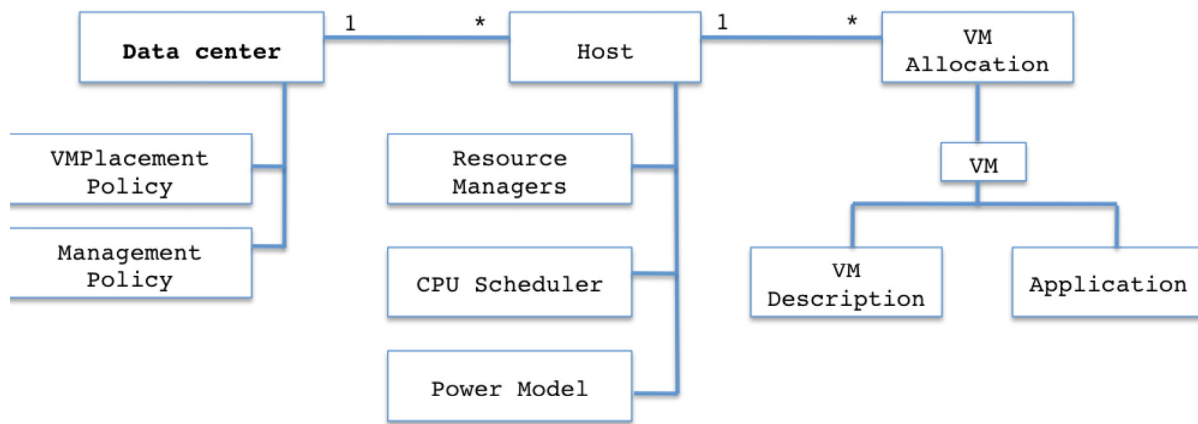 1
*
1
*
Data center
Host
VM
Allocation
VMPlacement
Policy
Resource
Managers
VM
Management
Policy
CPU Scheduler
VM
Description
Application
Power Model